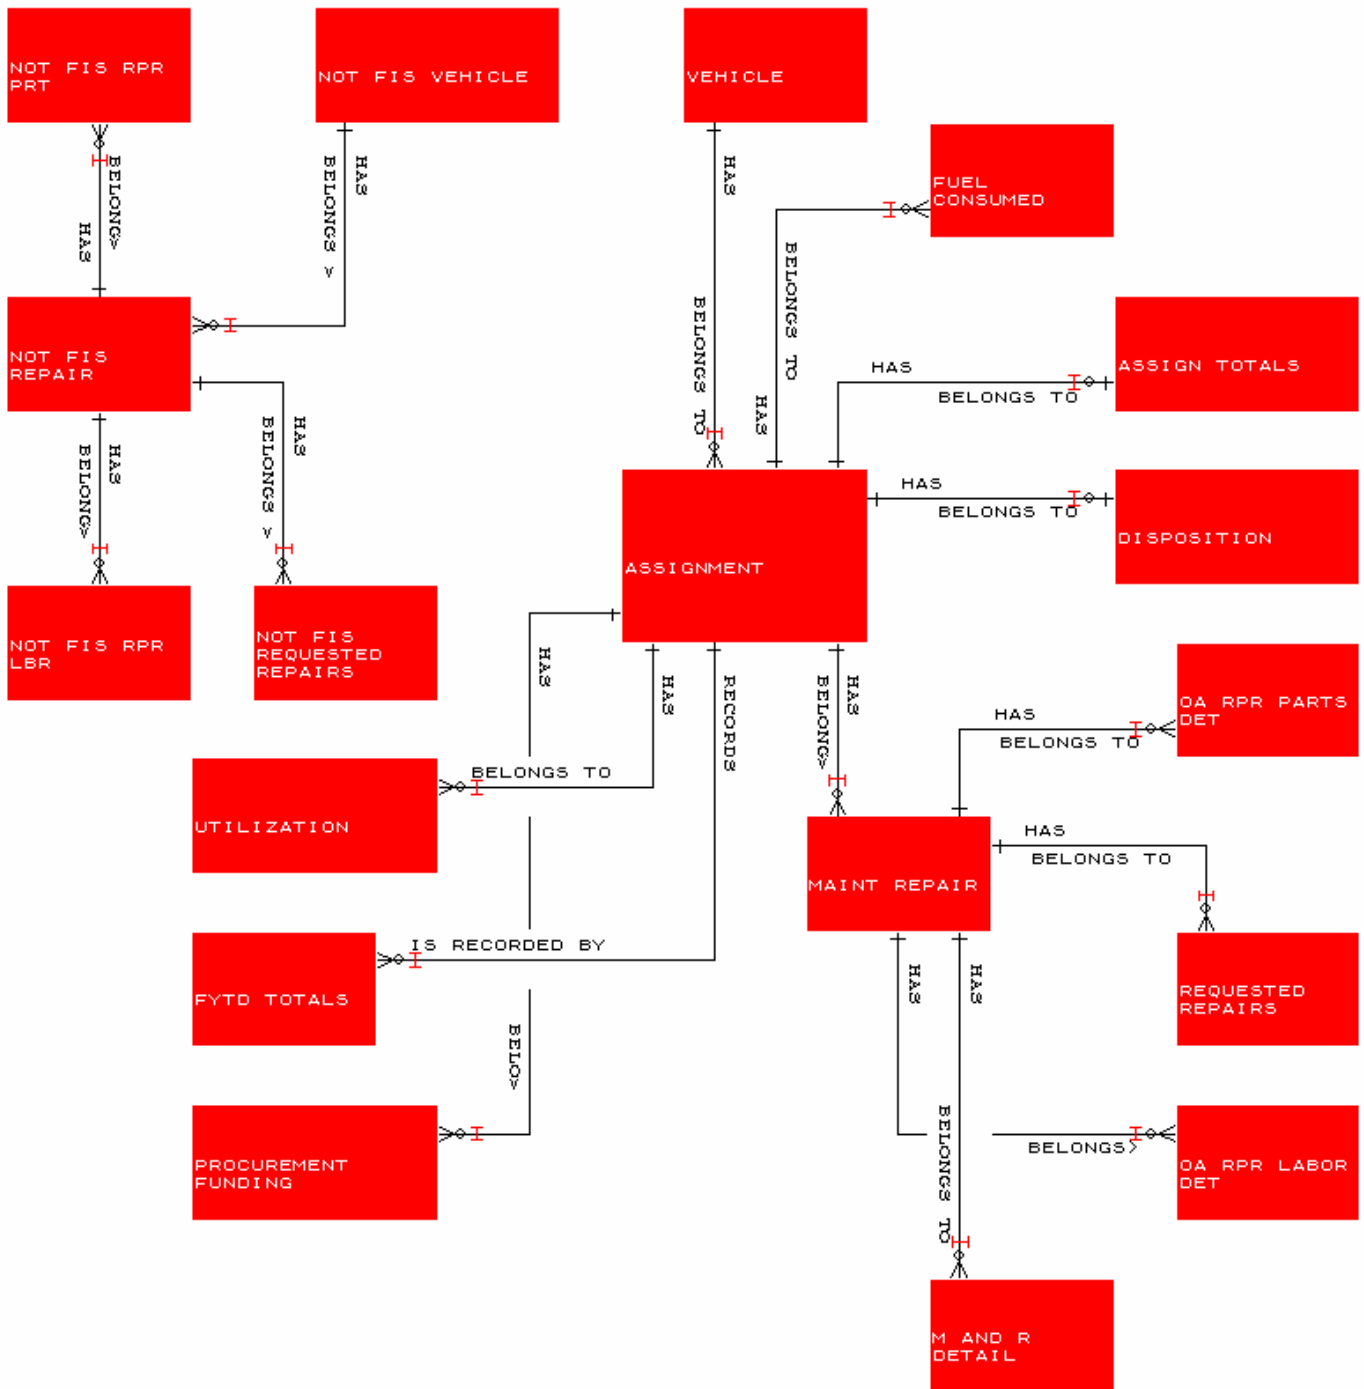 NOT FIS RPR
PRT
NOT FIS VEHICLE
VEHICLE
FUEL
CONSUMED
BELONG>
HAS
HAS
BELONGS >
HAS
BELONGS TO
BELONGS TO
HAS
NOT FIS
REPAIR
ASSIGN TOTALS
HAS
BELONGS TO
HAS
BELONG>
HAS
BELONGS >
ASSIGNMENT
HAS
BELONGS TO
DISPOSITION
NOT FIS RPR
LBR
NOT FIS
REQUESTED
REPAIRS
HAS
HAS
RECORDS
HAS
BELONG>
OA RPR PARTS
DET
HAS
BELONGS TO
BELONGS TO
UTILIZATION
MAINT REPAIR
HAS
BELONGS TO
IS RECORDED BY
FYTD TOTALS
HAS
HAS
REQUESTED
REPAIRS
BELO>
PROCUREMENT
FUNDING
BELONGS TO
BELONGS>
OA RPR LABOR
DET
M AND R
DETAIL